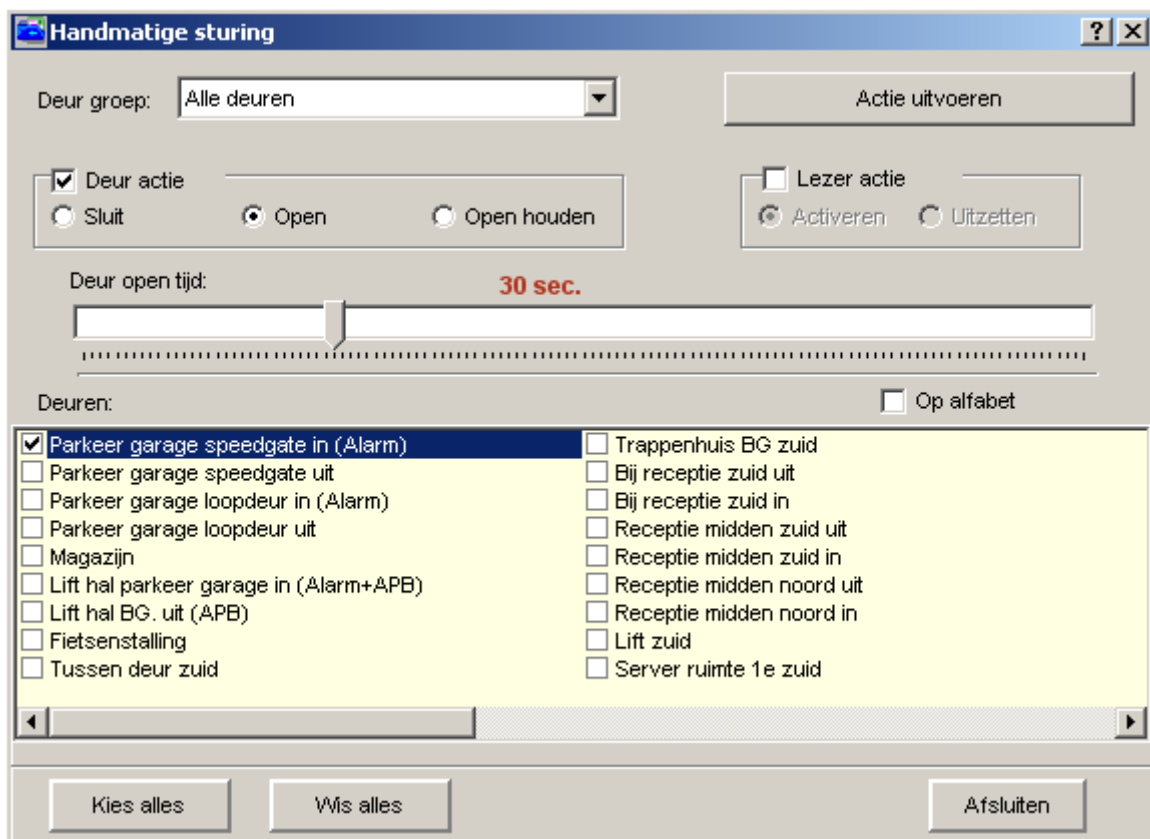 Handmatige sturing
Deur groep: Alle deuren Actie uitvoeren
Deur actie Lezer actie
Sluit Open Open houden Activeren Uitzetten
Deur open tijd: 30 sec.
Deuren: Op alfabet
Parkeer garage speedgate in (Alarm) Trappenhuis BG zuid
Parkeer garage speedgate uit Bij receptie zuid uit
Parkeer garage loopdeur in (Alarm) Bij receptie zuid in
Parkeer garage loopdeur uit Receptie midden zuid uit
Magazijn Receptie midden zuid in
Lift hal parkeer garage in (Alarm+APB) Receptie midden noord uit
Lift hal BG. uit (APB) Receptie midden noord in
Fietsenstalling Lift zuid
Tussen deur zuid Server ruimte 1e zuid
Kies alles Wis alles Afsluiten